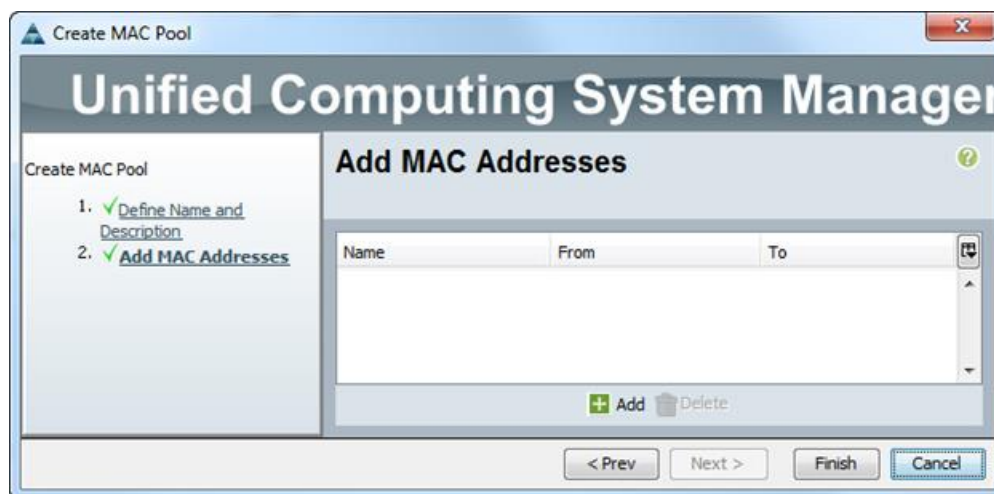 Create MAC Pool
Unified Computing System Manager
Create MAC Pool
1. Define Name and
Description
2. Add MAC Addresses
Add MAC Addresses
Name From To
Add Delete
< Prev Next > Finish Cancel